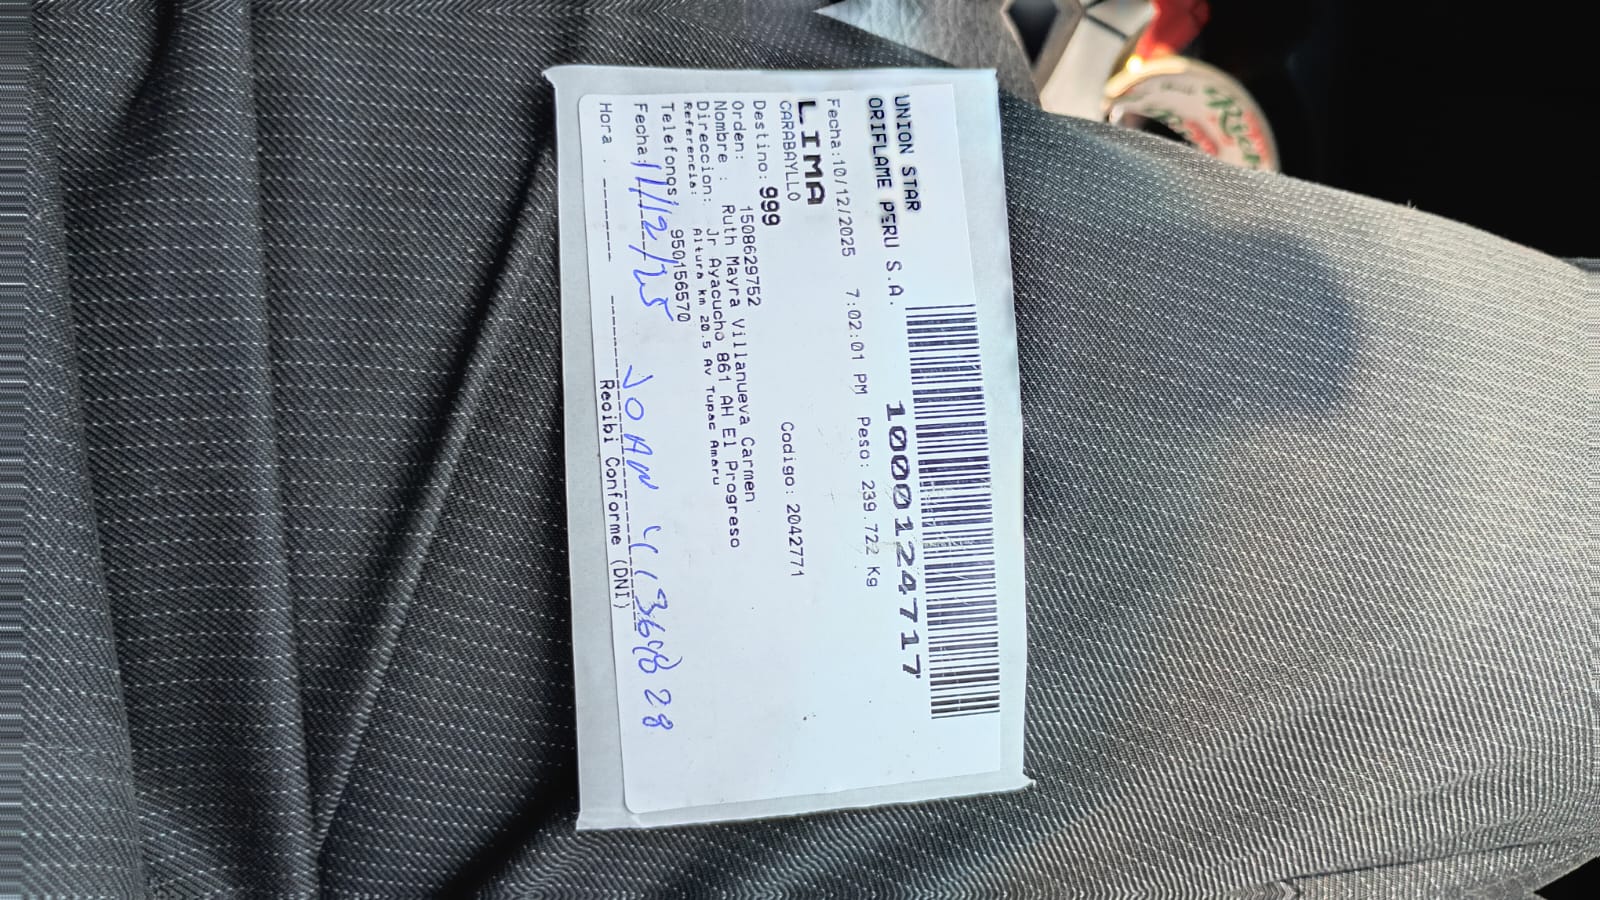 UNION STAR
ORIFLAME PERU S.A.
1000124717
Fecha:10/12/2025 7:02:01 PM Peso: 239.722 Kg
LIMA
CARABAYLLO Codigo: 2042771
Destino: 999
Orden: 1508629752
Nombre : Ruth Mayra Villanueva Carmen
Direccion: Jr Ayacucho 861 AH El Progreso
Referencia: Altura km 20.5 Av Tupac Amaru
Telefonos: 950156570
Fecha: 11/12/25 JOAN
Hora :
Recibi Conforme (DNI)